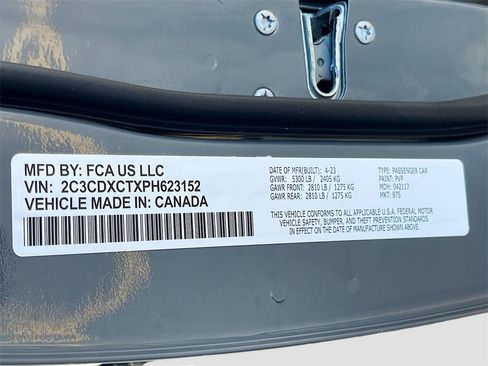 MFD BY: FCA US LLC
VIN: 2C3CDXCTXPH623152
VEHICLE MADE IN: CANADA
DATE OF MFR(BUILT): 4-23
GVWR: 5300 LB / 2405 KG
GAWR FRONT: 2810 LB / 1275 KG
GAWR REAR: 2810 LB / 1275 KG
TYPE: PASSENGER CAR
PAINT: PVP
MDH: 042117
MKT: 875
THIS VEHICLE CONFORMS TO ALL APPLICABLE U.S.A. FEDERAL MOTOR
VEHICLE SAFETY, BUMPER, AND THEFT PREVENTION STANDARDS
IN EFFECT ON THE DATE OF MANUFACTURE SHOWN ABOVE.